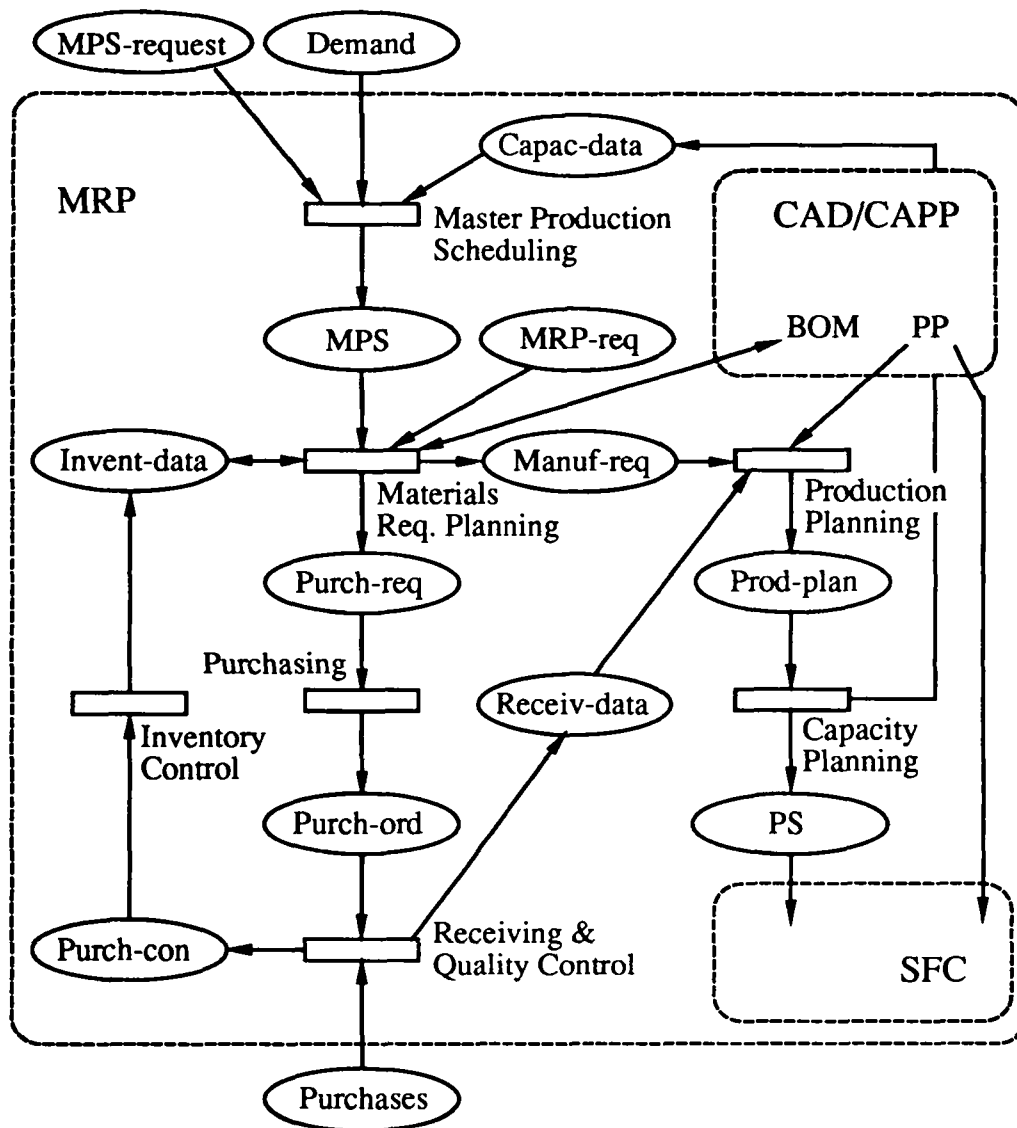 MPS-request
Demand
Capac-data
MRP
CAD/CAPP
Master Production
Scheduling
BOM
PP
MPS
MRP-req
Invent-data
Manuf-req
Materials
Req. Planning
Production
Planning
Purch-req
Prod-plan
Purchasing
Receiv-data
Inventory
Control
Capacity
Planning
Purch-ord
PS
Purch-con
Receiving &
Quality Control
SFC
Purchases